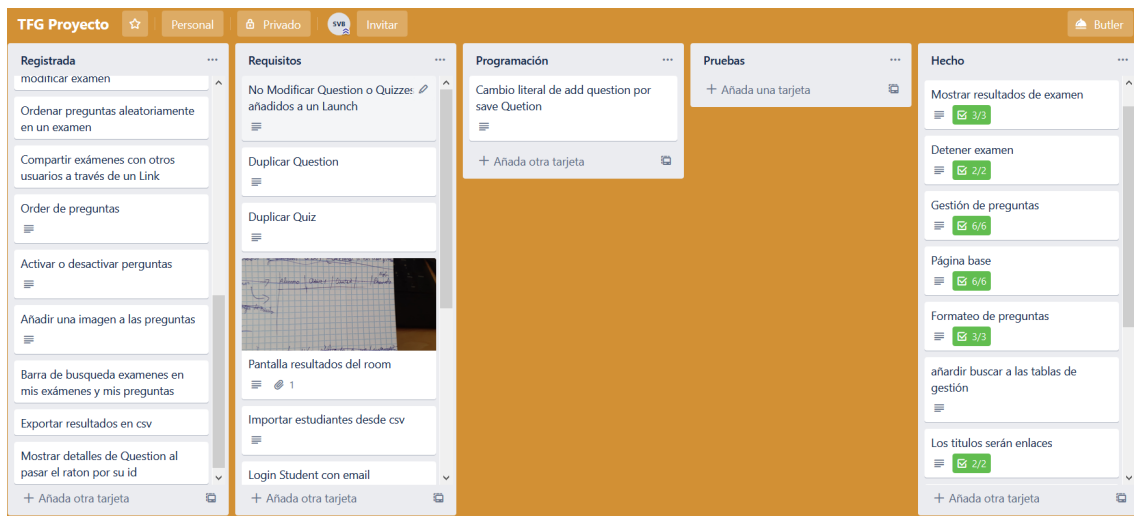 TFG Proyecto
Personal
Privado
SVB
Invitar
Butler
Registrada
modificar examen
Ordenar preguntas aleatoriamente
en un examen
Compartir exámenes con otros
usuarios a través de un Link
Order de preguntas
Activar o desactivar perguntas
Añadir una imagen a las preguntas
Barra de busqueda examenes en
mis exámenes y mis preguntas
Exportar resultados en csv
Mostrar detalles de Question al
pasar el raton por su id
+ Añada otra tarjeta
Requisitos
No Modificar Question o Quizzes
añadidos a un Launch
Duplicar Question
Duplicar Quiz
Pantalla resultados del room
1
Importar estudiantes desde csv
Login Student con email
+ Añada otra tarjeta
Programación
Cambio literal de add question por
save Quetion
+ Añada otra tarjeta
Pruebas
+ Añada una tarjeta
Hecho
Mostrar resultados de examen
3/3
Detener examen
2/2
Gestión de preguntas
6/6
Página base
6/6
Formateo de preguntas
3/3
añardir buscar a las tablas de
gestión
Los titulos serán enlaces
2/2
+ Añada otra tarjeta